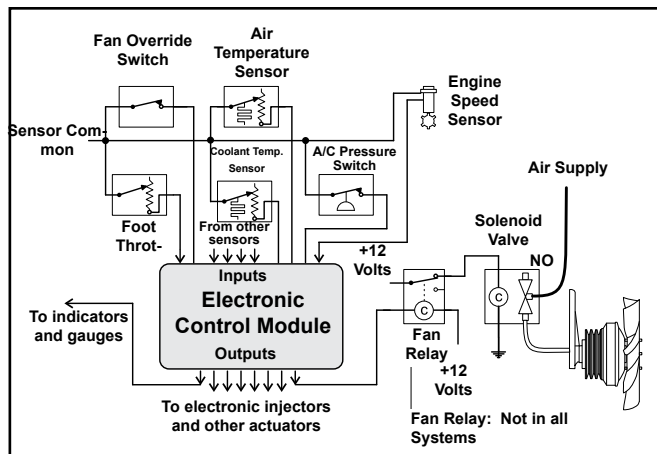 Fan Override
Switch
Air
Temperature
Sensor
Engine
Speed
Sensor
Sensor Com-
mon
Coolant Temp.
Sensor
A/C Pressure
Switch
Air Supply
Foot
Throt-
From other
sensors
+12
Volts
Solenoid
Valve
NO
Inputs
Electronic
Control Module
Outputs
C
C
To indicators
and gauges
Fan
Relay
+12
Volts
To electronic injectors
and other actuators
Fan Relay: Not in all
Systems